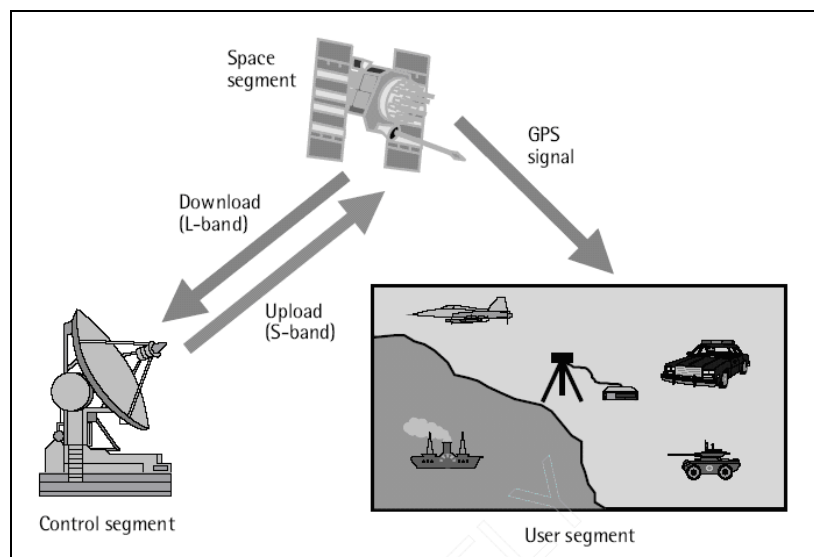 Space
segment
GPS
signal
Download
(L-band)
Upload
(S-band)
Control segment
User segment